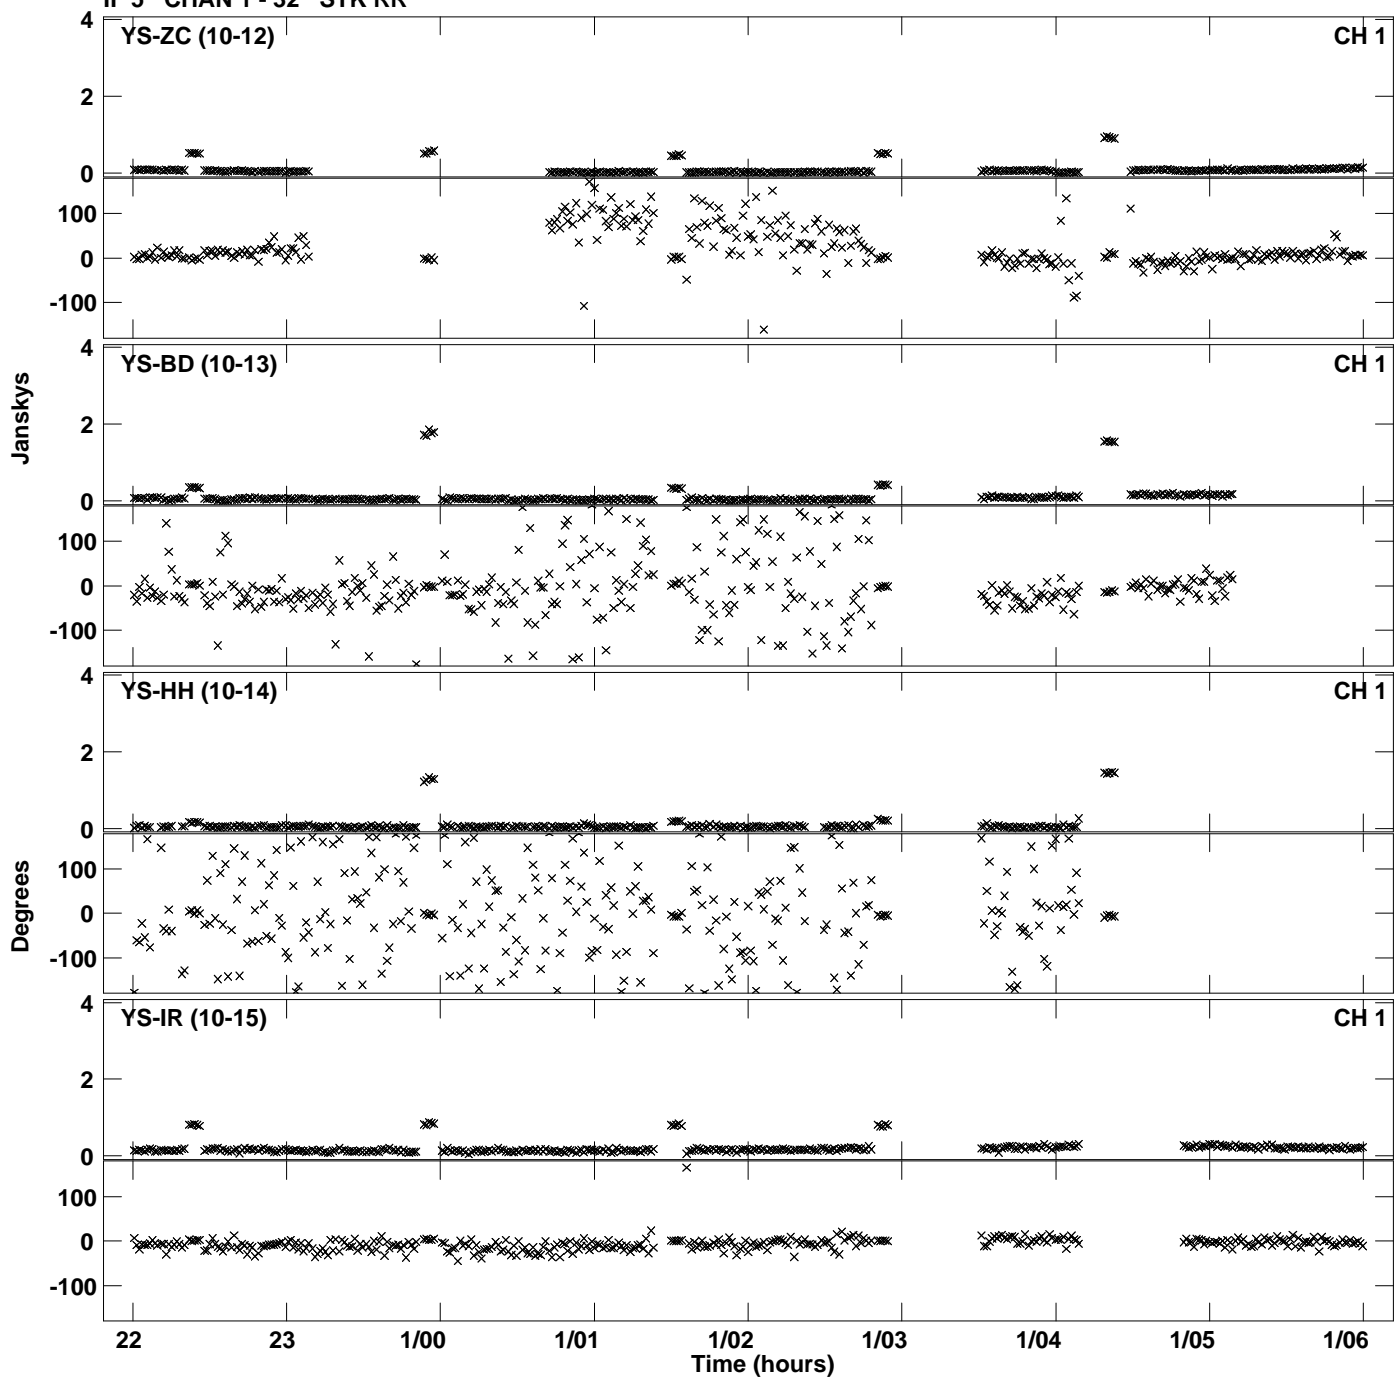 IF 5 CHAN 1 - 32 STK RR
4
YS-ZC (10-12)
CH 1
2
0
100
0
-100
4
YS-BD (10-13)
CH 1
Janskys
2
0
100
0
-100
4
YS-HH (10-14)
CH 1
2
0
Degrees
100
0
-100
4
YS-IR (10-15)
CH 1
2
0
100
0
-100
22 23 1/00 1/01 1/02 1/03 1/04 1/05 1/06
Time (hours)